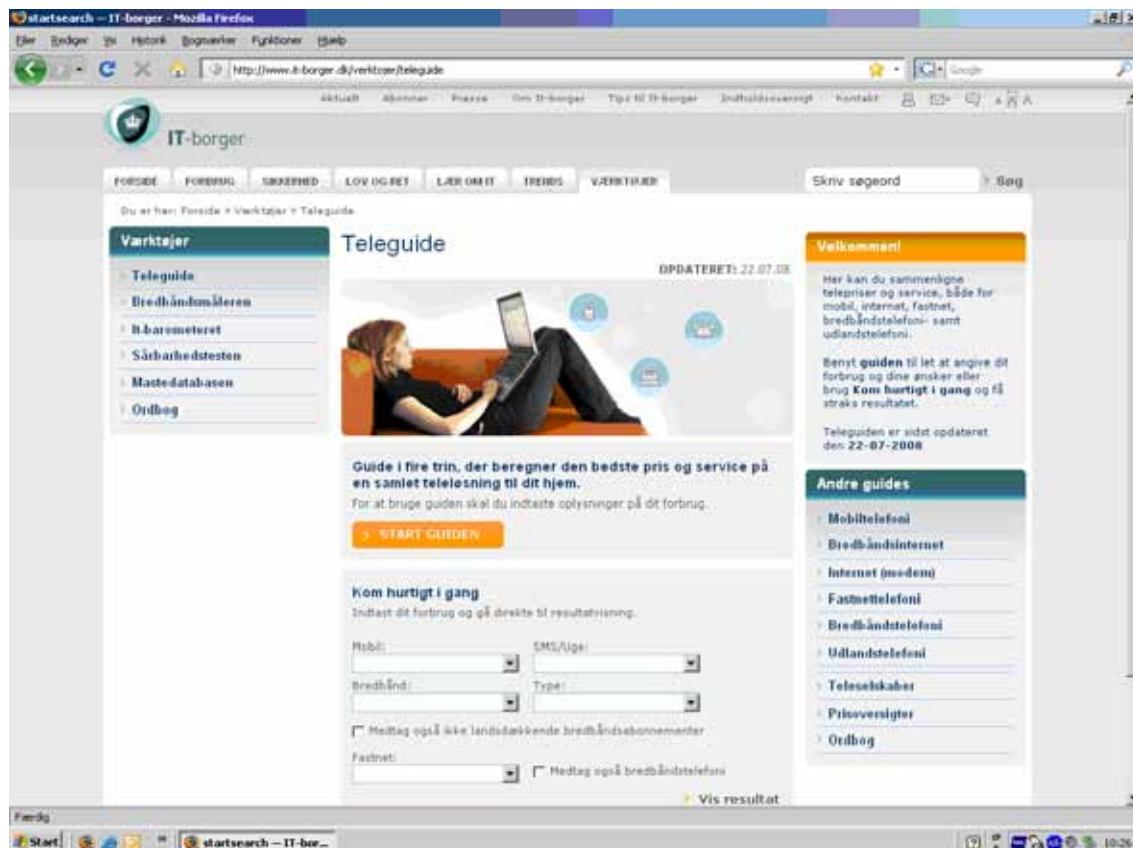 startsearch — IT-borger - Mozilla Firefox
Filer Rediger Vis Historik Bogmærker Funktioner Hjælp
http://www.it-borger.dk/verktoejer/teleguide
Google
Aktuelt Abonner Presse Om It-borger Tips til It-borger Indholdsoversigt Kontakt A A A
IT-borger
FORSIDE FORBRUG SIKKERHED LOV OG RET LÆR OM IT TRENDS VÆRKTØJER
Skriv søgeord Søg
Du er her: Forside > Værktøjer > Teleguide
Værktøjer
Teleguide
Bredbåndsmåleren
It-barometeret
Sårbarhedstesten
Mastedatabasen
Ordbog
Teleguide
OPDATERET: 22.07.08
Guide i fire trin, der beregner den bedste pris og service på
en samlet teleløsning til dit hjem.
For at bruge guiden skal du indtaste oplysninger på dit forbrug.
> START GUIDEN
Kom hurtigt i gang
Indtast dit forbrug og gå direkte til resultatvisning.
Mobil: SMS/Uge:
Bredbånd: Type:
Medtag også ikke landsdækkende bredbåndsabonnementer
Fastnet:
Medtag også bredbåndstelefoni
Vis resultat
Velkommen!
Her kan du sammenligne
telepriser og service, både for
mobil, internet, fastnet,
bredbåndstelefoni- samt
udlandstelefoni.
Benyt guiden til let at angive dit
forbrug og dine ønsker eller
brug Kom hurtigt i gang og få
straks resultatet.
Teleguiden er sidst opdateret
den 22-07-2008
Andre guides
Mobiltelefoni
Bredbåndsinternet
Internet (modem)
Fastnettelefoni
Bredbåndstelefoni
Udlandstelefoni
Teleselskaber
Prisoversigter
Ordbog
Færdig
Start
startsearch — IT-bor...
10:26